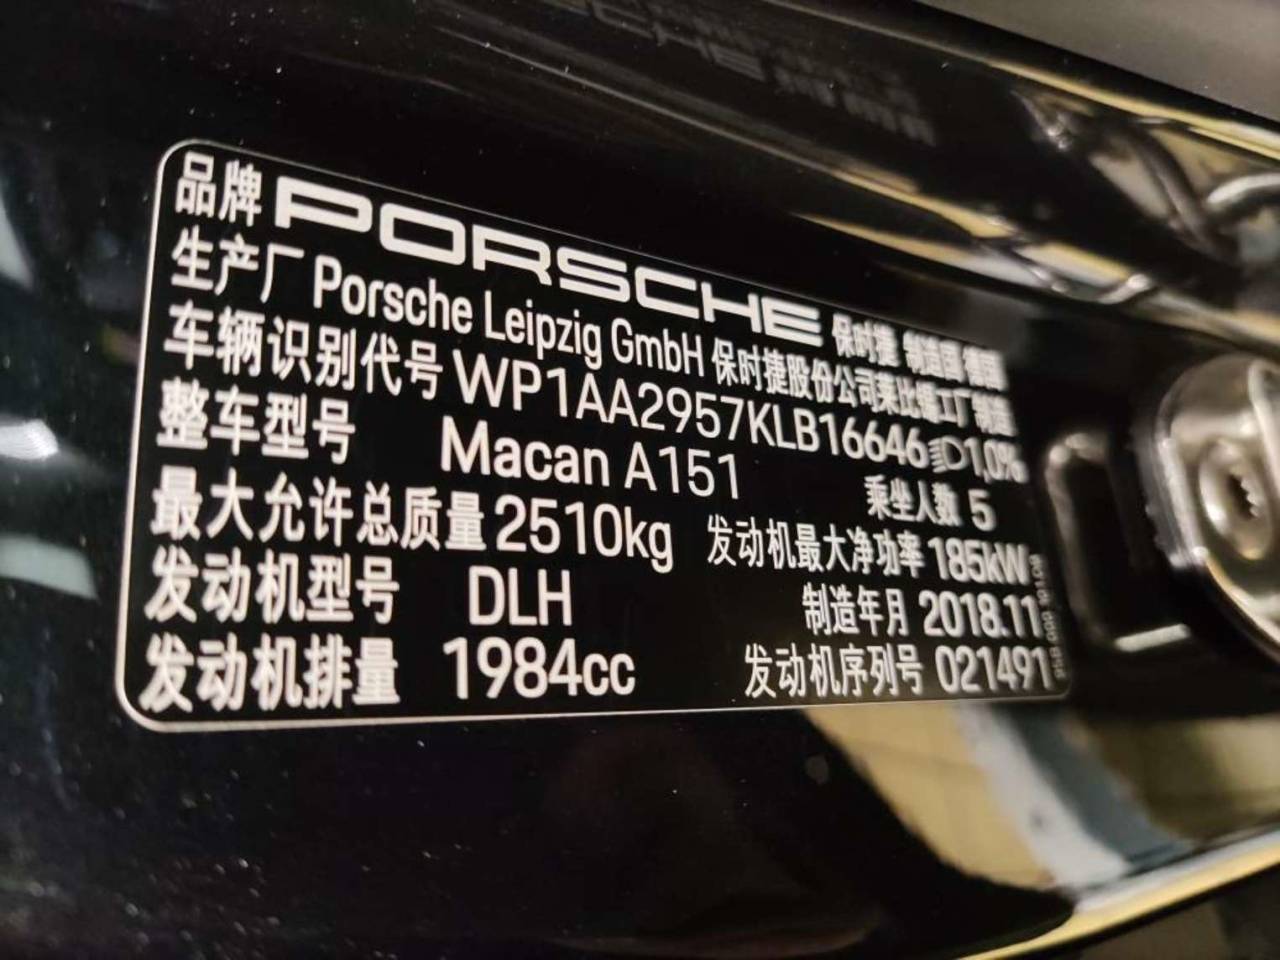 品牌 PORSCHE 保时捷 制造国 德国
生产厂 Porsche Leipzig GmbH 保时捷股份公司莱比锡工厂 制造
车辆识别代号 WP1AA2957KLB16646 1,0%
整车型号 Macan A151 乘坐人数 5
最大允许总质量 2510kg 发动机最大净功率 185kW
发动机型号 DLH 制造年月 2018.11
发动机排量 1984cc 发动机序列号 021491